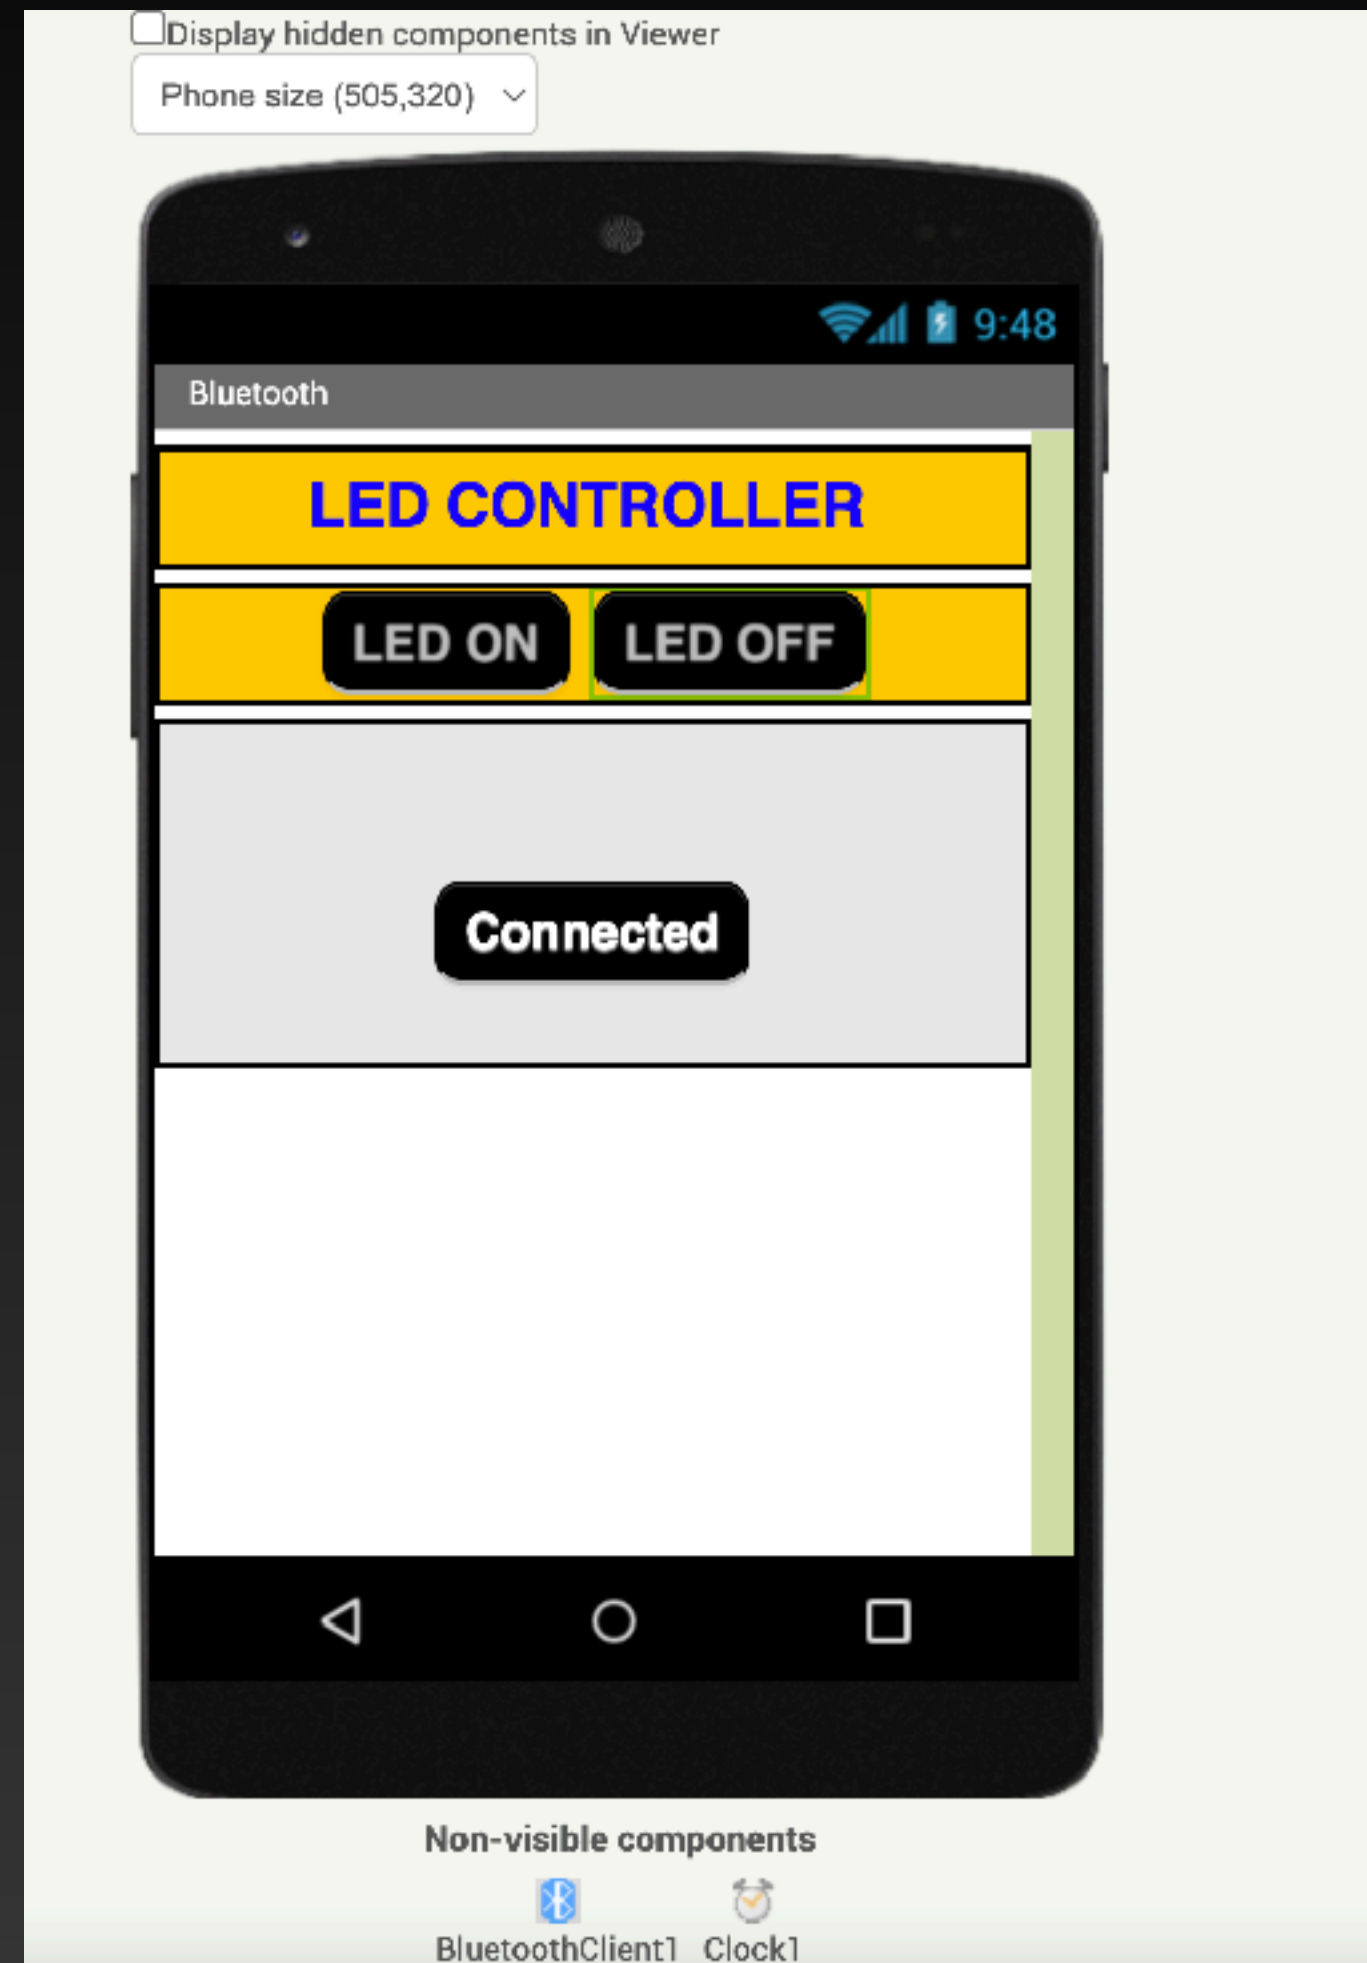 Display hidden components in Viewer
Phone size (505,320)
9:48
Bluetooth
LED CONTROLLER
LED ON LED OFF
Connected
Non-visible components
BluetoothClient1 Clock1